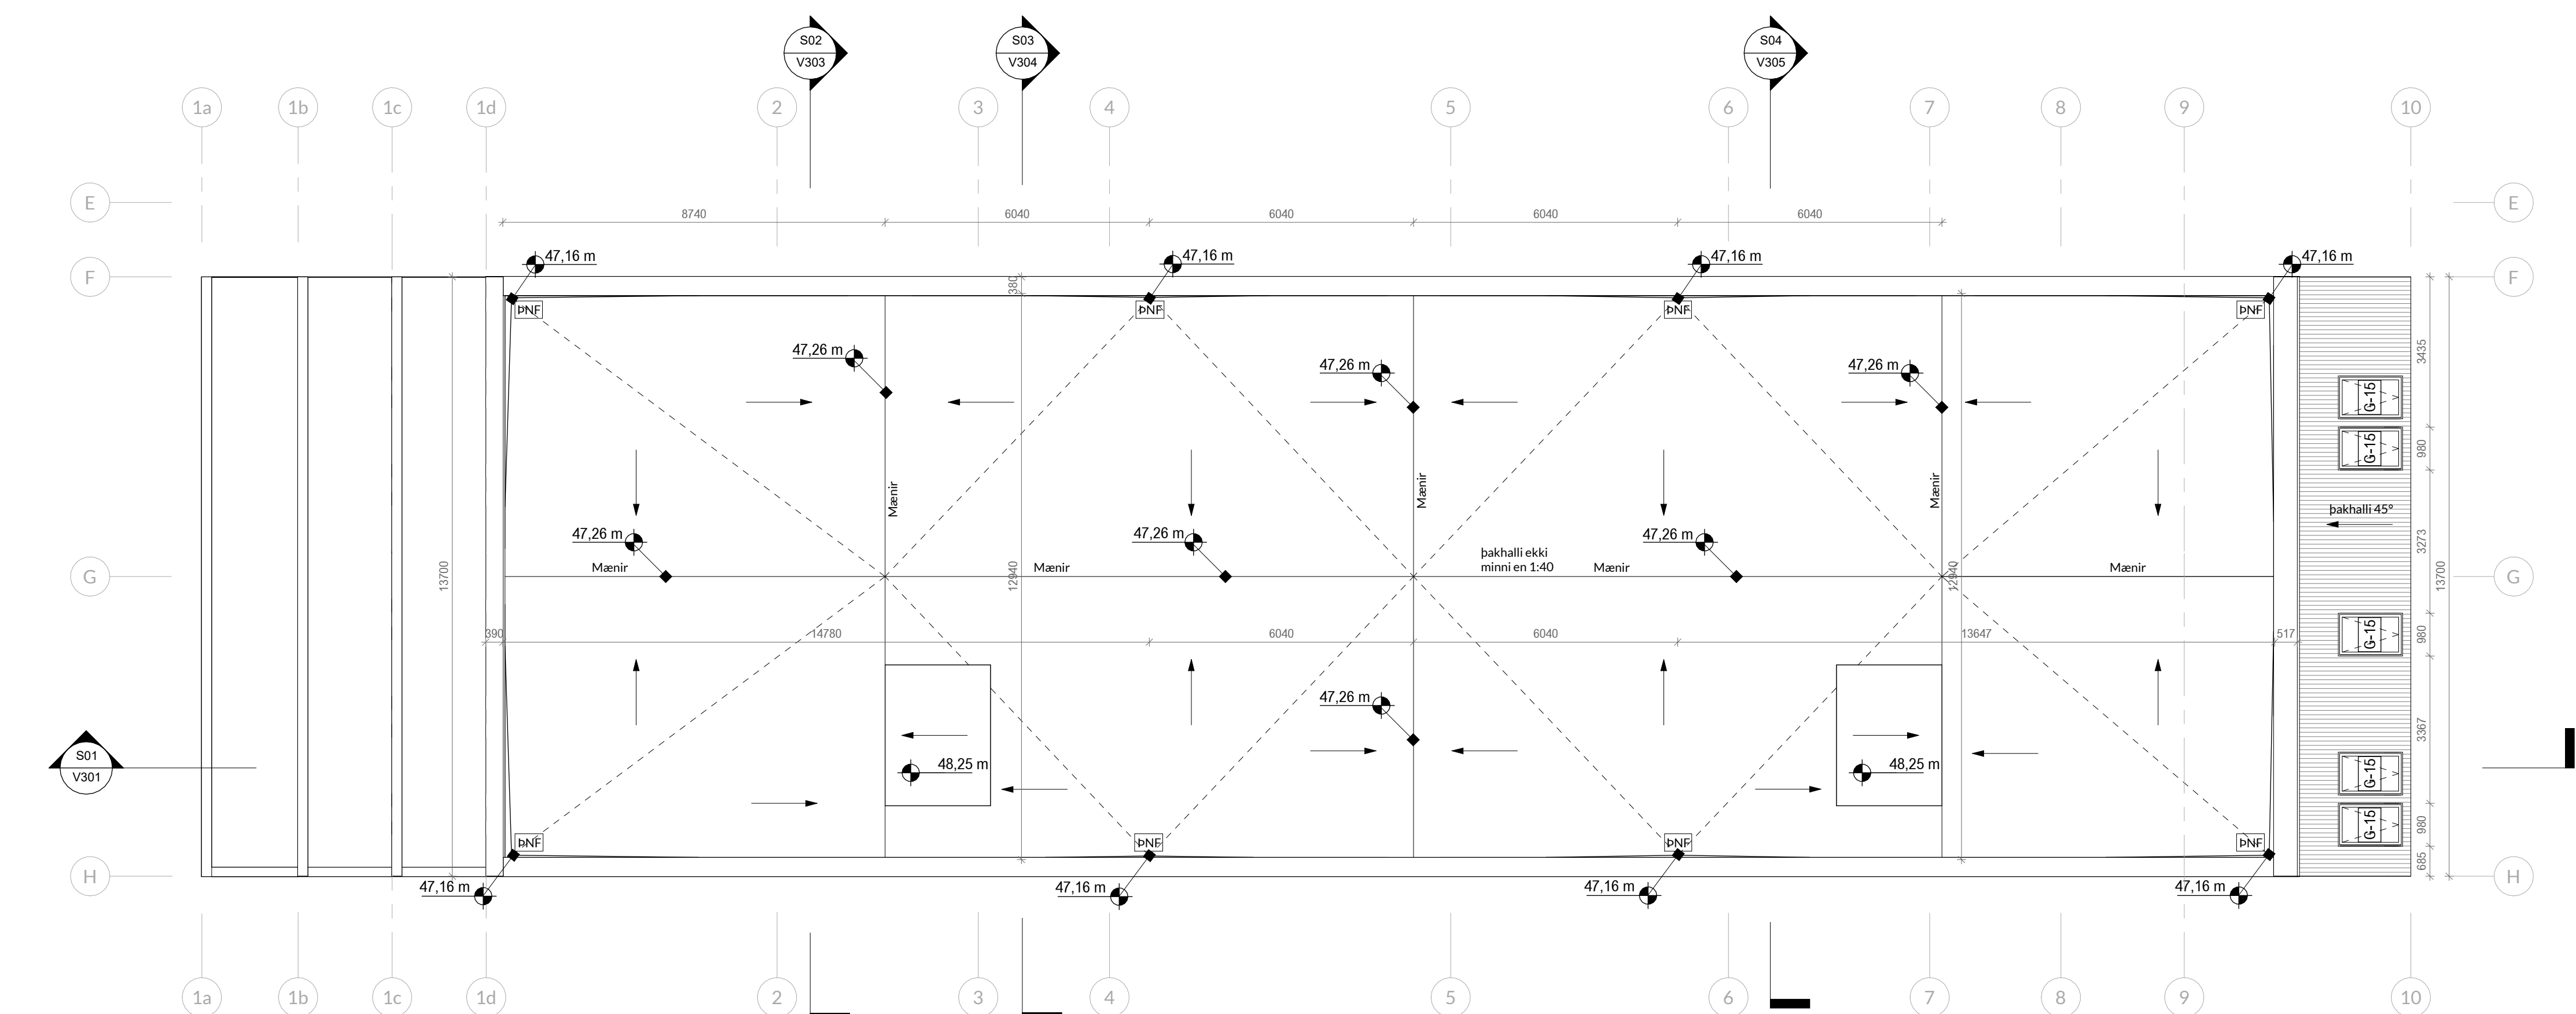 S02
V303
S03
V304
S04
V305
1a 1b 1c 1d 2 3 4 5 6 7 8 9 10
E E
8740 6040 6040 6040 6040
47,16 m 47,16 m 47,16 m 47,16 m
F F
380
ÞNF ÞNF ÞNF ÞNF
47,26 m 47,26 m 47,26 m
3435
G-15
G-15
980
Mænir Mænir Mænir
þakhalli 45°
47,26 m 47,26 m 47,26 m
3273
þakhalli ekki
minni en 1:40
Mænir Mænir Mænir Mænir
G G
13700 12940 12940 13700
390 14780 6040 6040 13647 517
G-15
980
47,26 m
3367
S01
V301
48,25 m 48,25 m
G-15
G-15
980
ÞNF ÞNF ÞNF ÞNF
685
H H
47,16 m 47,16 m 47,16 m 47,16 m
1a 1b 1c 1d 2 3 4 5 6 7 8 9 10